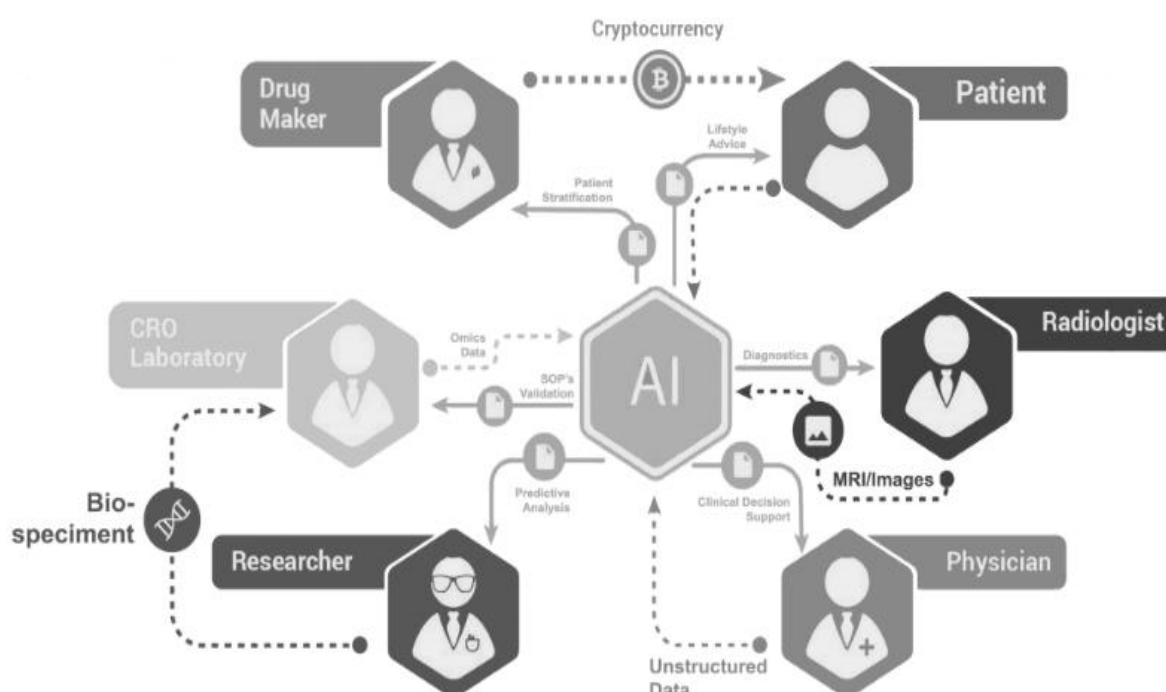 Cryptocurrency
Drug
Maker
Patient
Lifstyle
Advice
Patient
Stratification
CRO
Laboratory
Omics
Data
SOP's
Validation
AI
Diagnostics
Radiologist
MRI/Images
Bio-
speciment
Predictive
Analysis
Clinical Decision
Support
Researcher
Physician
Unstructured
Data